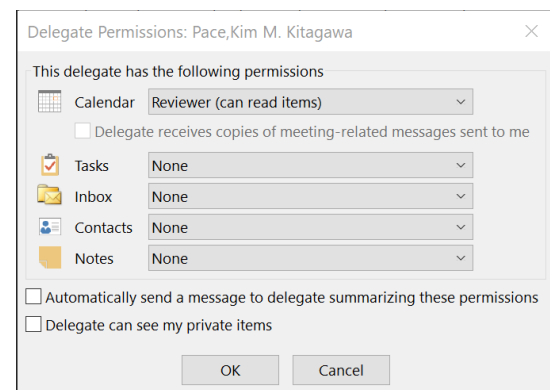 Delegate Permissions: Pace,Kim M. Kitagawa
This delegate has the following permissions
Calendar Reviewer (can read items)
Delegate receives copies of meeting-related messages sent to me
Tasks None
Inbox None
Contacts None
Notes None
Automatically send a message to delegate summarizing these permissions
Delegate can see my private items
OK Cancel